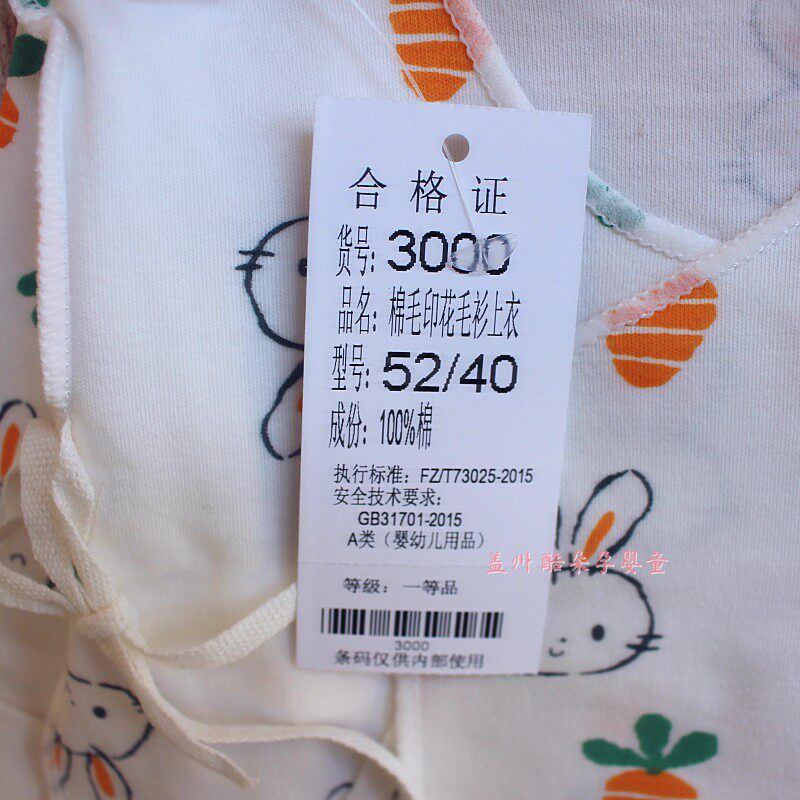 合格证
货号: 3000
品名: 棉毛印花毛衫上衣
型号: 52/40
成份: 100%棉
执行标准: FZ/T73025-2015
安全技术要求:
GB31701-2015
A类 (婴幼儿用品)
盖州酷朵子婴童
等级: 一等品
3000
条码仅供内部使用